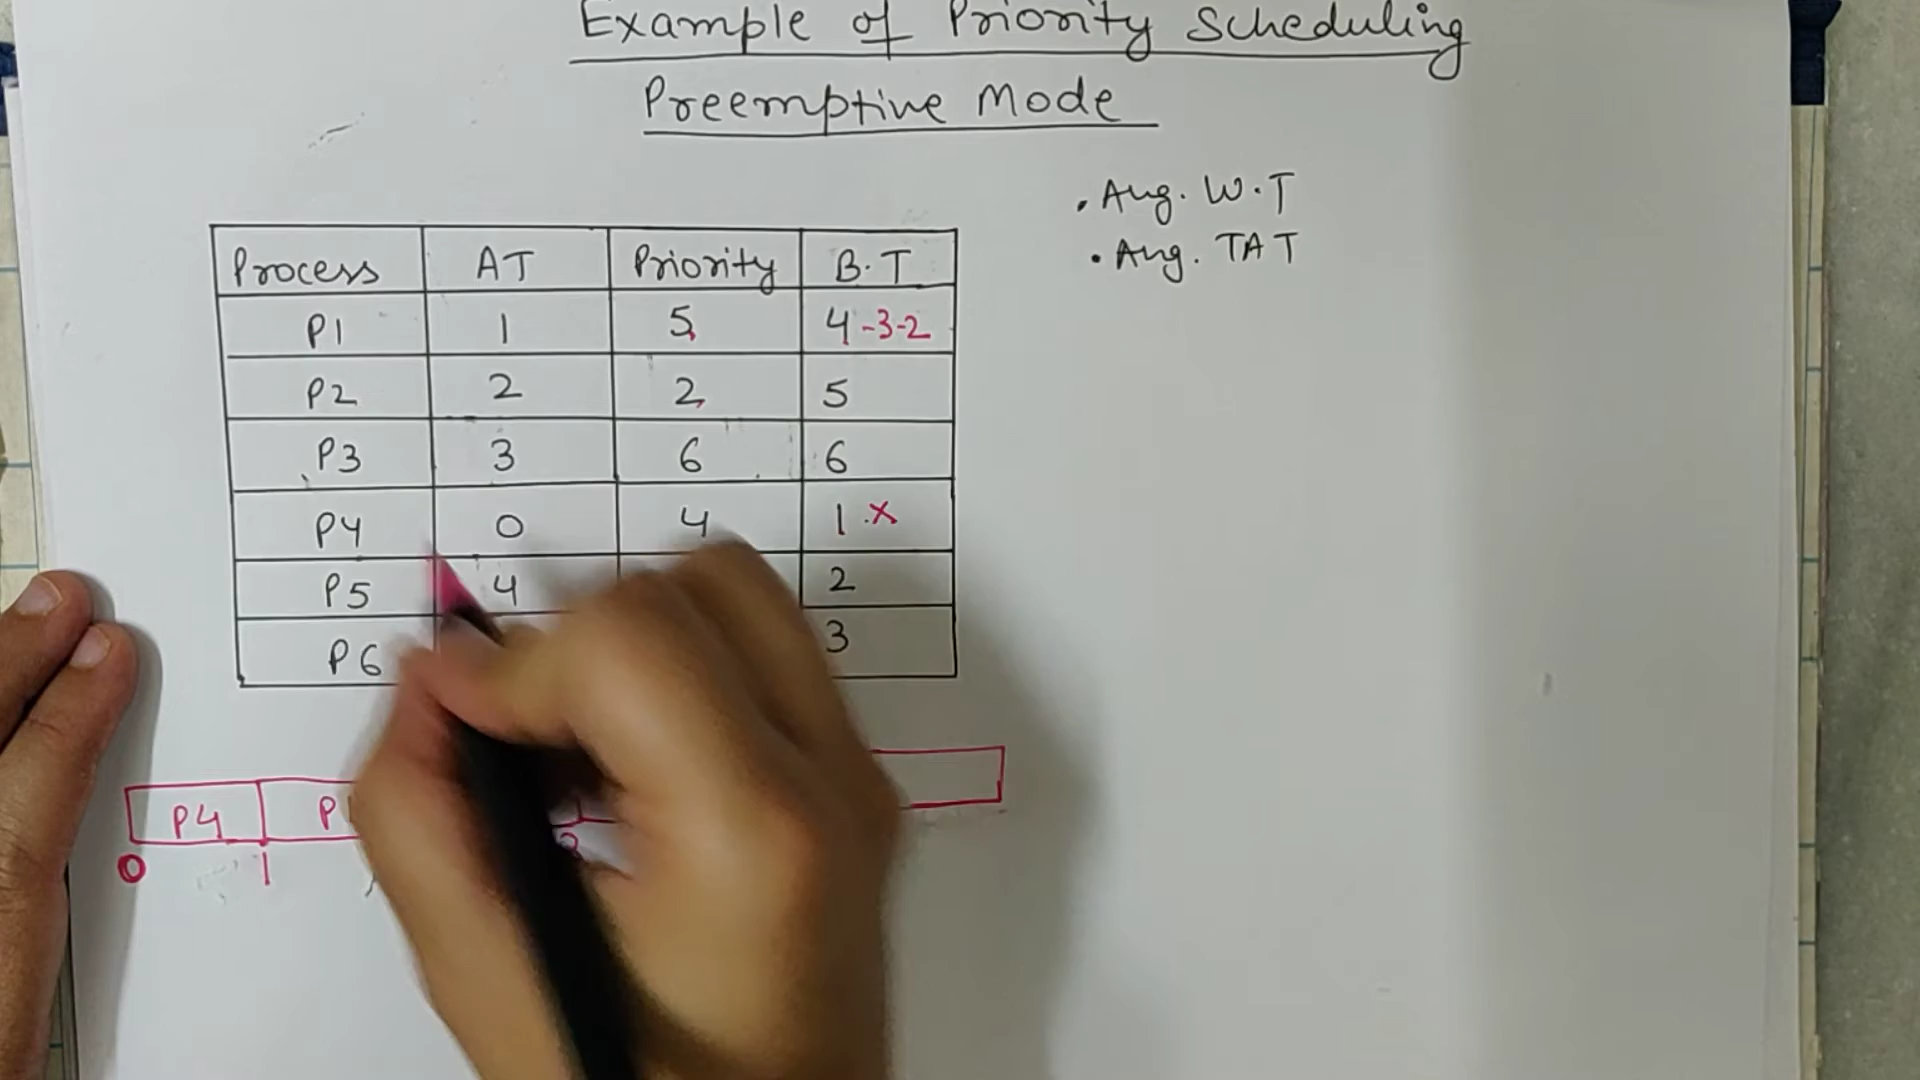 Example of Priority Scheduling
Preemptive Mode
• Avg. W.T
• Avg. TAT
Process AT Priority B.T
P1 1 5 4 -3-2
P2 2 2 5
P3 3 6 6
P4 0 4 1 x
P5 4 2
P6 3
P4
0 1